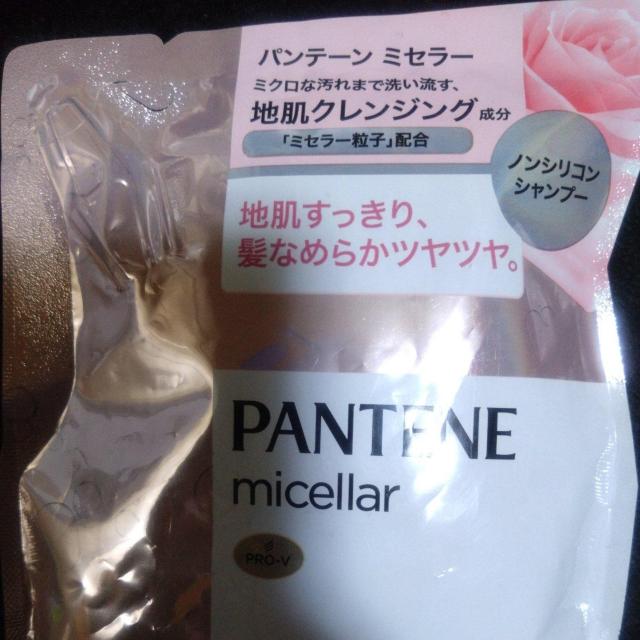 パンテーン ミセラー
ミクロな汚れまで洗い流す、
地肌クレンジング成分
「ミセラー粒子」配合
ノンシリコン
シャンプー
地肌すっきり、
髪なめらかツヤツヤ。
PANTENE
micellar
PRO-V